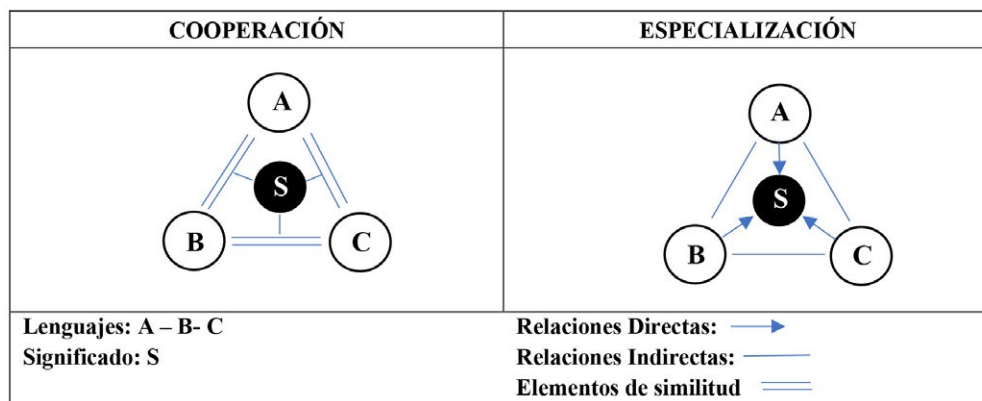 COOPERACIÓN
ESPECIALIZACIÓN
A
S
B
C
A
S
B
C
Lenguajes: A – B- C
Significado: S
Relaciones Directas:
Relaciones Indirectas:
Elementos de similitud